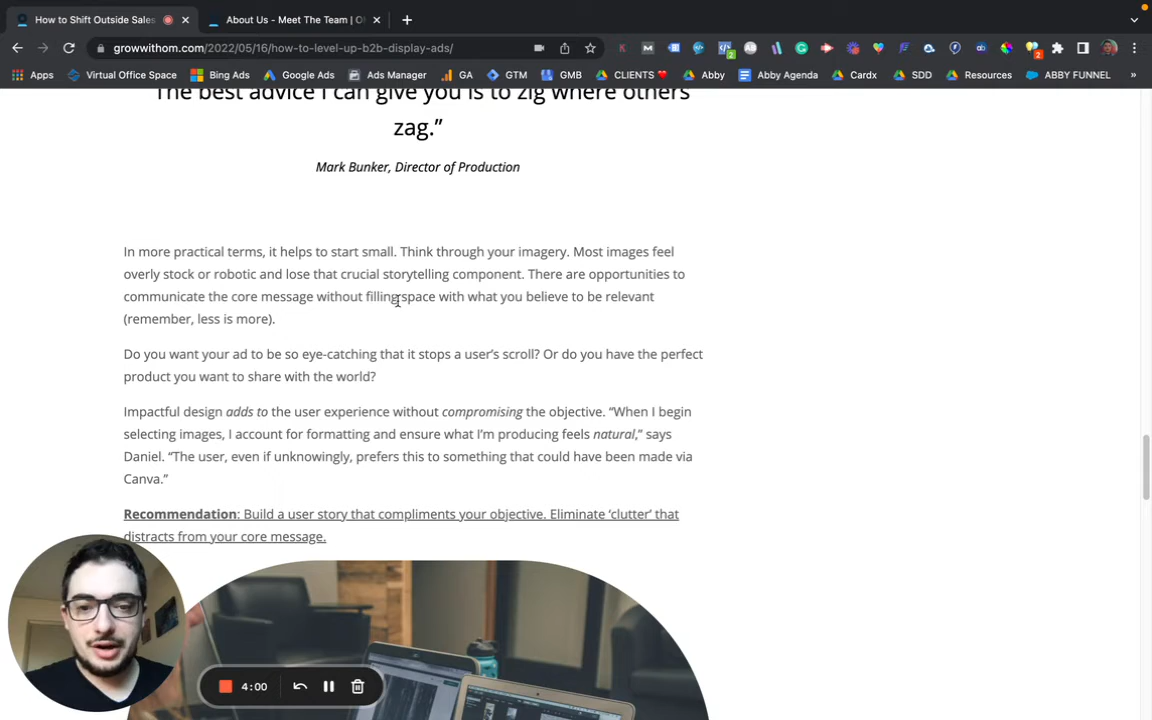 How to Shift Outside Sales
About Us - Meet The Team | O
growwithom.com/2022/05/16/how-to-level-up-b2b-display-ads/
Apps
Virtual Office Space
Bing Ads
Google Ads
Ads Manager
GA
GTM
GMB
CLIENTS
Abby
Abby Agenda
Cardx
SDD
Resources
ABBY FUNNEL
»
The best advice I can give you is to zig where others
zag.”
Mark Bunker, Director of Production
In more practical terms, it helps to start small. Think through your imagery. Most images feel
overly stock or robotic and lose that crucial storytelling component. There are opportunities to
communicate the core message without filling space with what you believe to be relevant
(remember, less is more).
Do you want your ad to be so eye-catching that it stops a user’s scroll? Or do you have the perfect
product you want to share with the world?
Impactful design adds to the user experience without compromising the objective. “When I begin
selecting images, I account for formatting and ensure what I’m producing feels natural,” says
Daniel. “The user, even if unknowingly, prefers this to something that could have been made via
Canva.”
Recommendation: Build a user story that compliments your objective. Eliminate ‘clutter’ that
distracts from your core message.
4:00